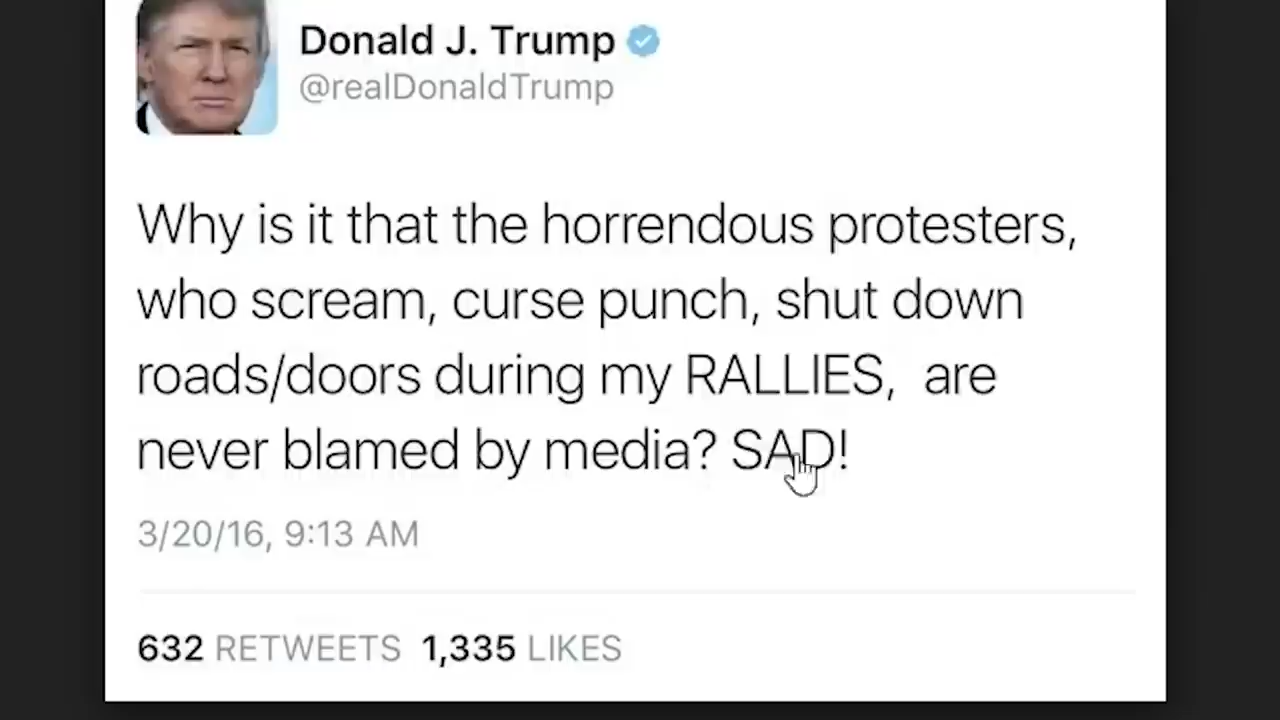 Donald J. Trump
@realDonaldTrump
Why is it that the horrendous protesters,
who scream, curse punch, shut down
roads/doors during my RALLIES,  are
never blamed by media? SAD!
3/20/16, 9:13 AM
632 RETWEETS 1,335 LIKES